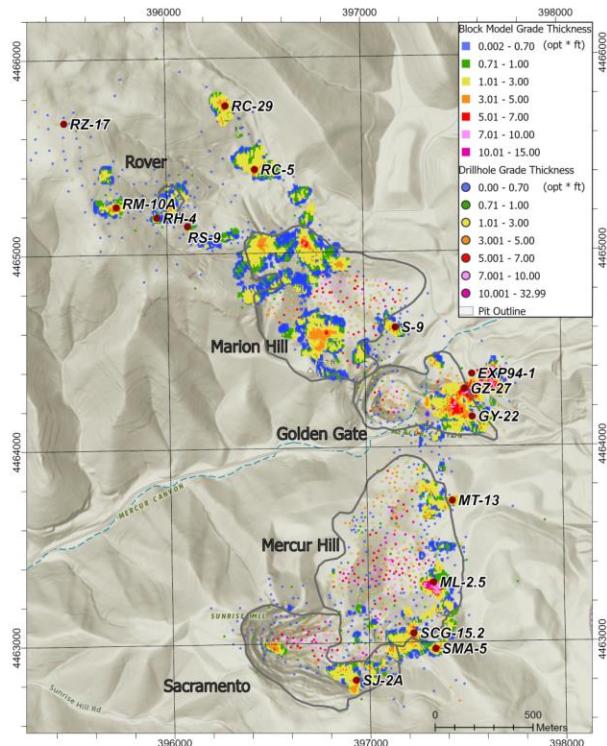 396000
397000
398000
4466000
4466000
Block Model Grade Thickness
0.002 - 0.70 (opt * ft)
0.71 - 1.00
1.01 - 3.00
3.01 - 5.00
5.01 - 7.00
7.01 - 10.00
10.01 - 15.00
Drillhole Grade Thickness
0.00 - 0.70 (opt * ft)
0.71 - 1.00
1.01 - 3.00
3.001 - 5.00
5.001 - 7.00
7.001 - 10.00
10.001 - 32.99
Pit Outline
RC-29
RZ-17
Rover
RC-5
RM-10A
RH-4
RS-9
4465000
4465000
S-9
Marion Hill
EXP94-1
GZ-27
GY-22
Golden Gate
4464000
4464000
MERCUR CANYON
MT-13
Mercur Hill
ML-2.5
SUNRISE HILL
SCG-15.2
4463000
4463000
SMA-5
SJ-2A
Sacramento
Sunrise Hill Rd
0 500
Meters
396000
397000
398000